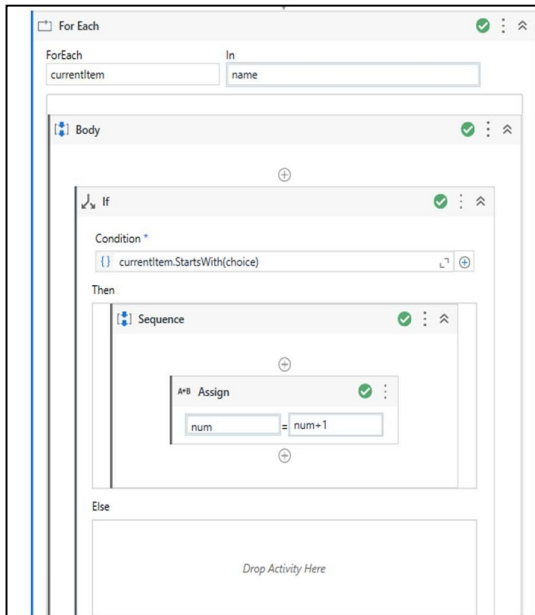 For Each
ForEach In
currentItem name
Body
If
Condition *
{} currentItem.StartsWith(choice)
Then
Sequence
A*B Assign
num = num+1
Else
Drop Activity Here